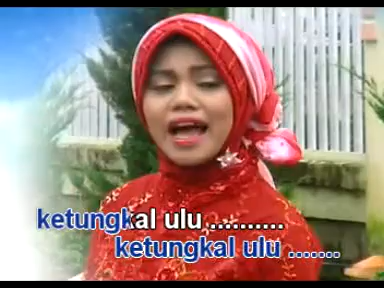 ketungkal ulu ..........
ketungkal ulu .......